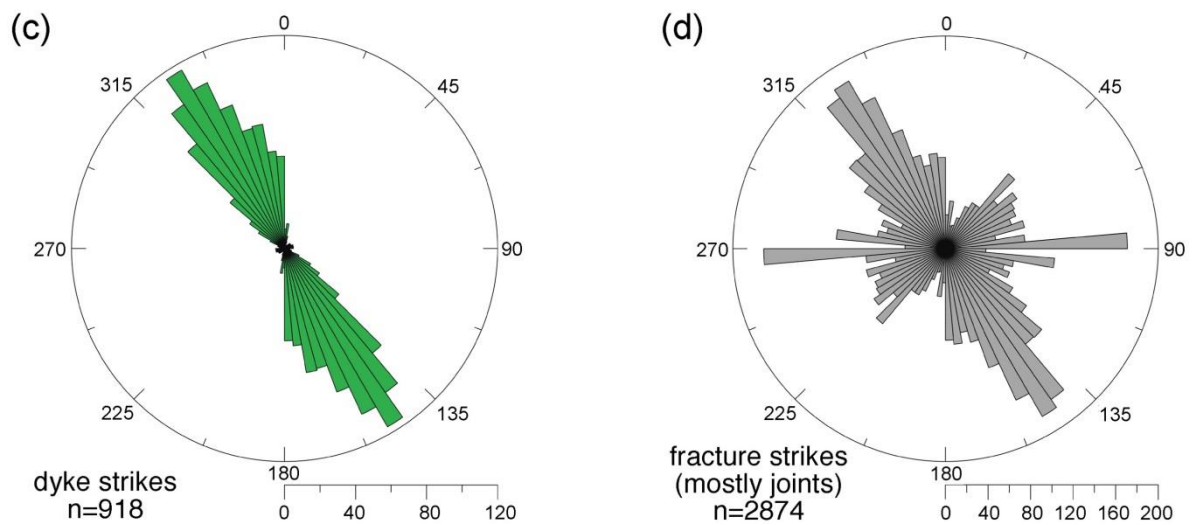 (c)
0
45
90
135
180
225
270
315
dyke strikes
n=918
0 40 80 120
(d)
0
45
90
135
180
225
270
315
fracture strikes
(mostly joints)
n=2874
0 40 80 120 160 200